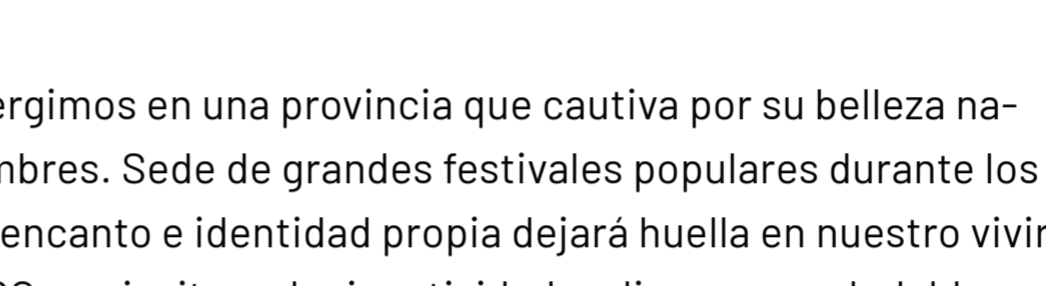 ergimos en una provincia que cautiva por su belleza na-
mbres. Sede de grandes festivales populares durante los
encanto e identidad propia dejará huella en nuestro vivir